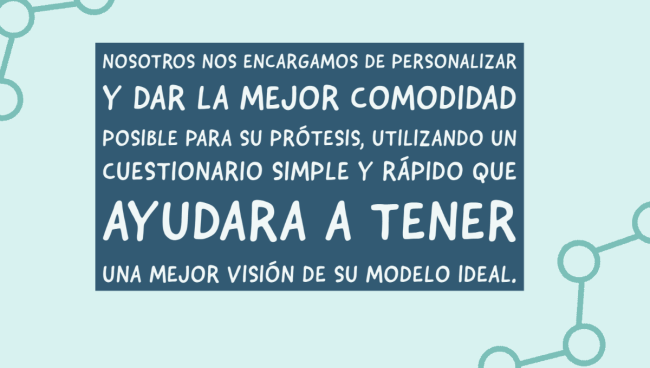 NOSOTROS NOS ENCARGAMOS DE PERSONALIZAR
Y DAR LA MEJOR COMODIDAD
POSIBLE PARA SU PRÓTESIS, UTILIZANDO UN
CUESTIONARIO SIMPLE Y RÁPIDO QUE
AYUDARA A TENER
UNA MEJOR VISIÓN DE SU MODELO IDEAL.